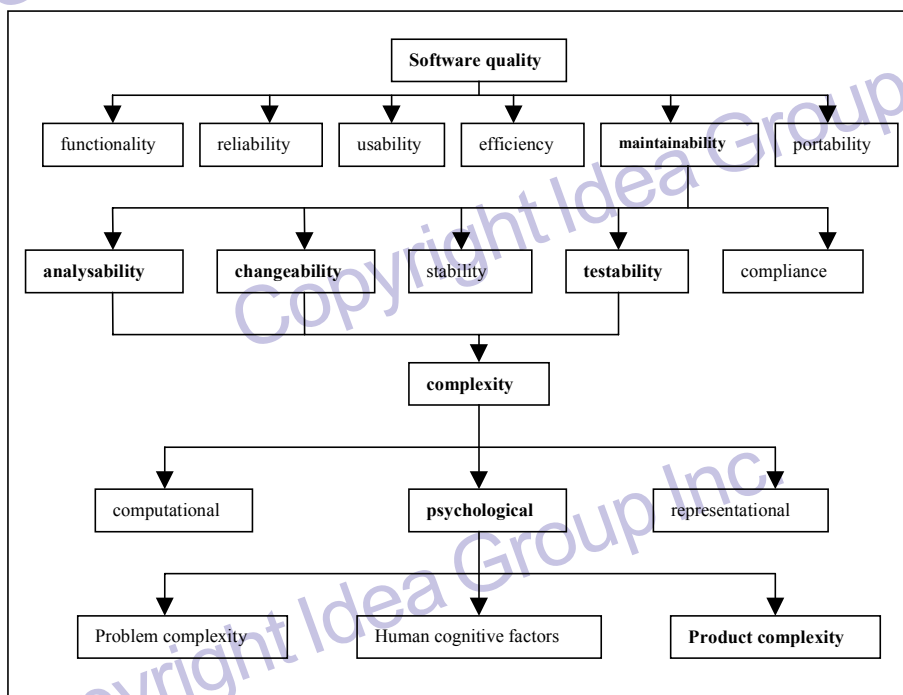 Software quality
functionality
reliability
usability
efficiency
maintainability
portability
analysability
changeability
stability
testability
compliance
complexity
computational
psychological
representational
Problem complexity
Human cognitive factors
Product complexity
Copyright Idea Group
Copyright Idea Group Inc.